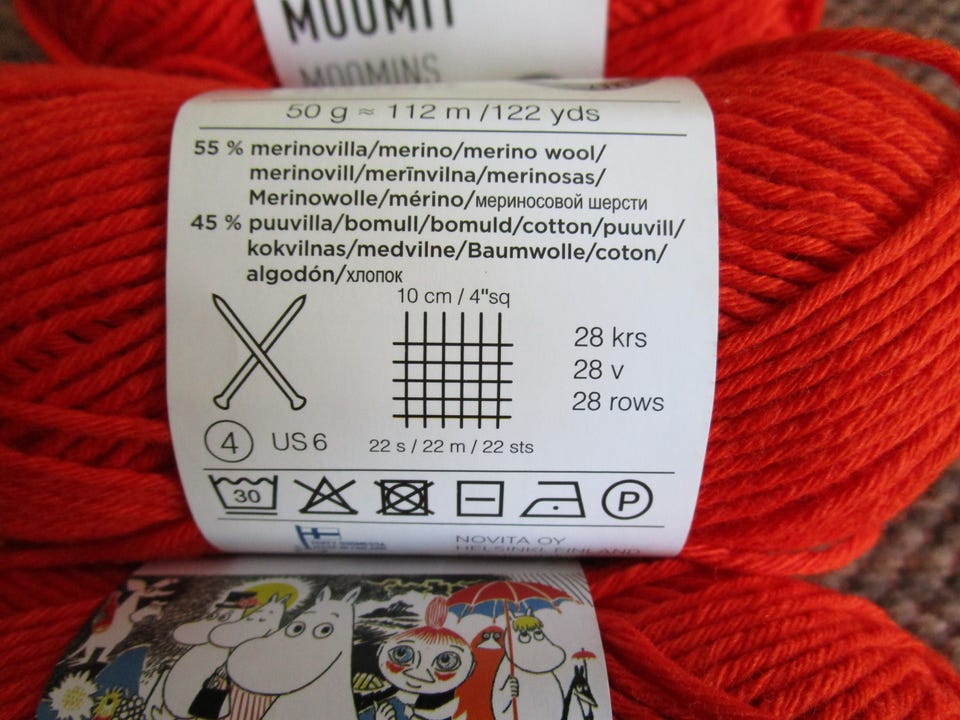 MUUMIT
MOOMINS
50 g ≈ 112 m /122 yds
55 % merinovilla/merino/merino wool/
merinovill/merīnvilna/merinosas/
Merinowolle/mérino/мериносовой шерсти
45 % puuvilla/bomull/bomuld/cotton/puuvill/
kokvilnas/medvilne/Baumwolle/coton/
algodón/хлопок
10 cm / 4"sq
28 krs
28 v
28 rows
4 US 6
22 s / 22 m / 22 sts
30
P
NOVITA OY
HELSINKI, FINLAND